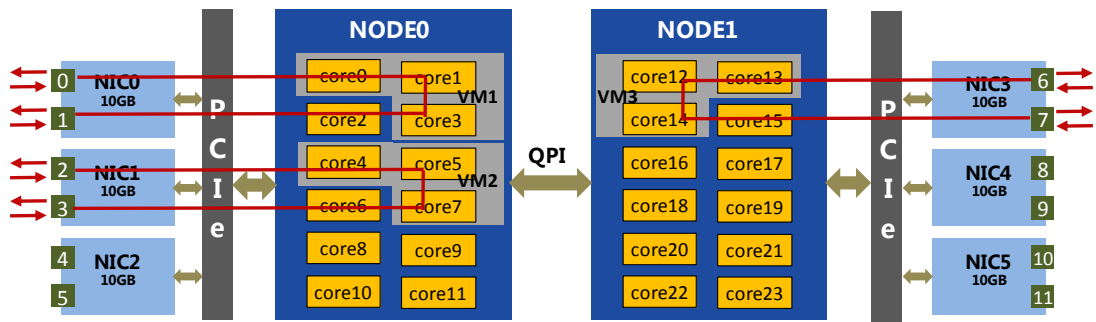 NODE0
NODE1
0
NIC0
10GB
1
2
NIC1
10GB
3
4
NIC2
10GB
5
PCIe
core0
core1
VM1
core2
core3
core4
core5
VM2
core6
core7
core8
core9
core10
core11
QPI
core12
core13
VM3
core14
core15
core16
core17
core18
core19
core20
core21
core22
core23
PCIe
NIC3
10GB
6
7
NIC4
10GB
8
9
NIC5
10GB
10
11